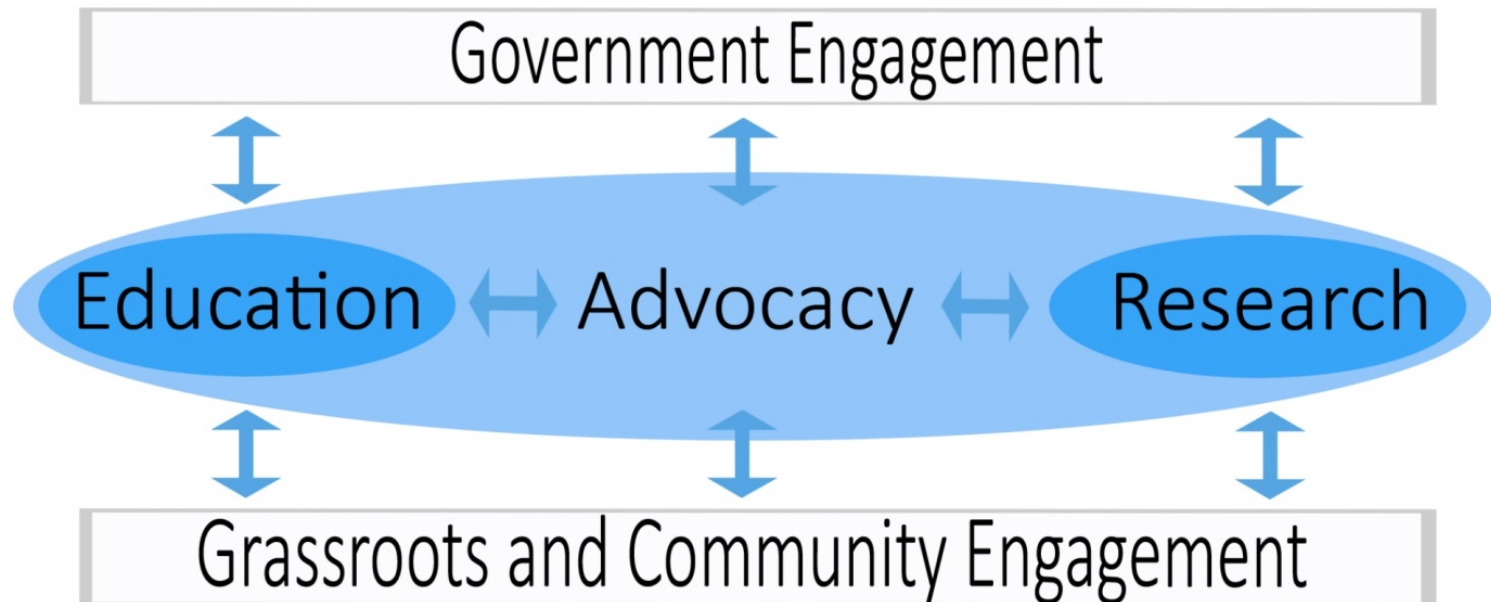 Government Engagement
Education Advocacy Research
Grassroots and Community Engagement